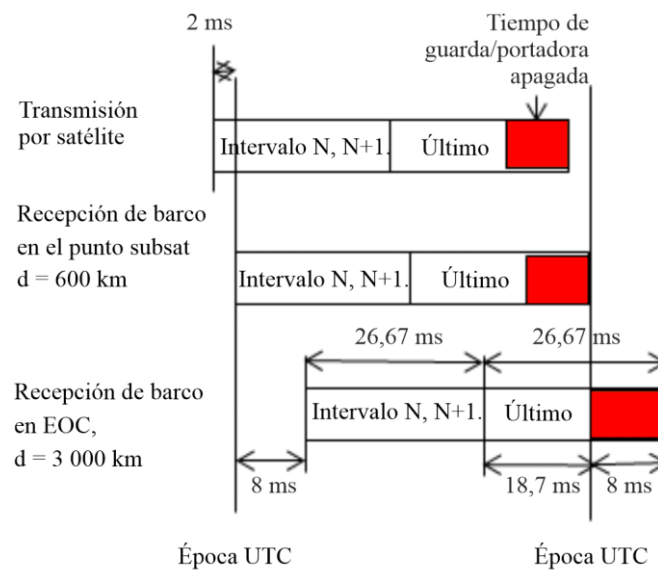 2 ms
Tiempo de
guarda/portadora
apagada
Transmisión
por satélite
Intervalo N, N+1.
Último
Recepción de barco
en el punto subsat
d = 600 km
Intervalo N, N+1.
Último
26,67 ms
26,67 ms
Recepción de barco
en EOC,
d = 3 000 km
Intervalo N, N+1.
Último
8 ms
18,7 ms
8 ms
Época UTC
Época UTC